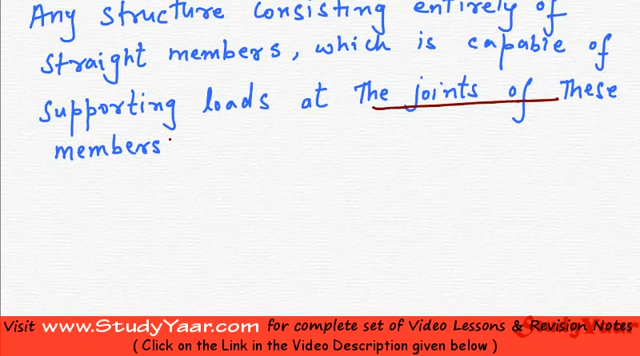 Any structure consisting entirely of
straight members, which is capable of
supporting loads at the joints of these
members
StudyYaar
Visit www.StudyYaar.com for complete set of Video Lessons & Revision Notes
( Click on the Link in the Video Description given below )